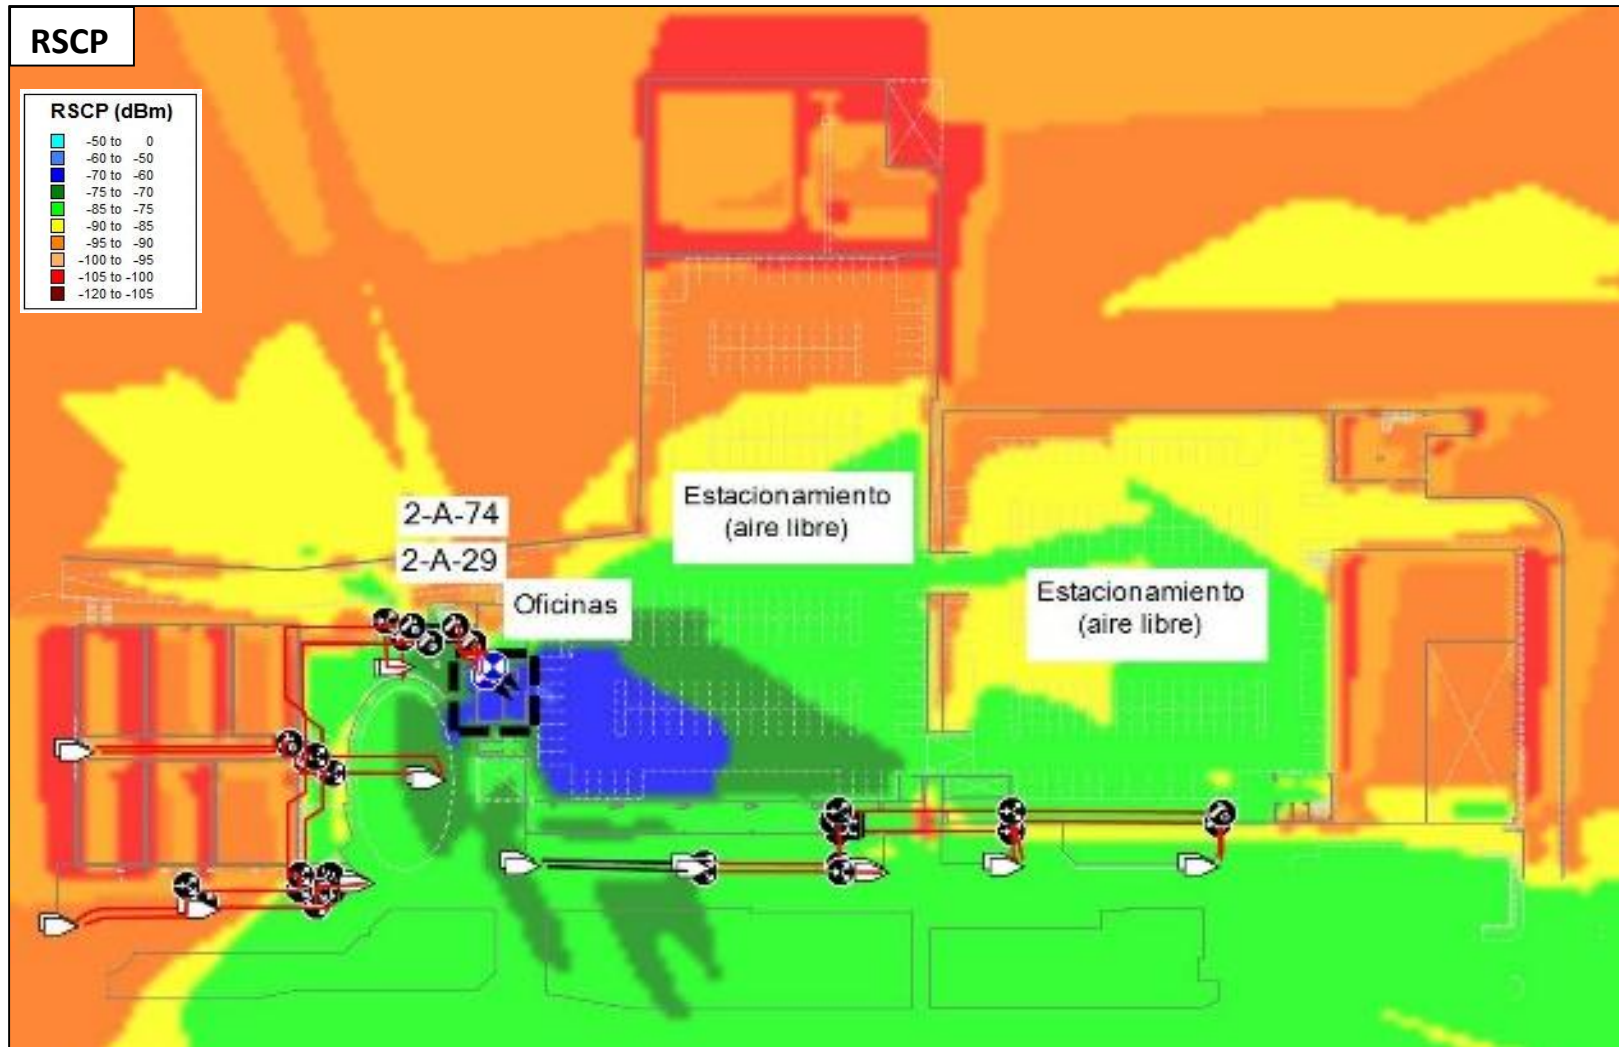 RSCP
RSCP (dBm)
-50 to 0
-60 to -50
-70 to -60
-75 to -70
-85 to -75
-90 to -85
-95 to -90
-100 to -95
-105 to -100
-120 to -105
2-A-74
2-A-29
Oficinas
Estacionamiento
(aire libre)
Estacionamiento
(aire libre)